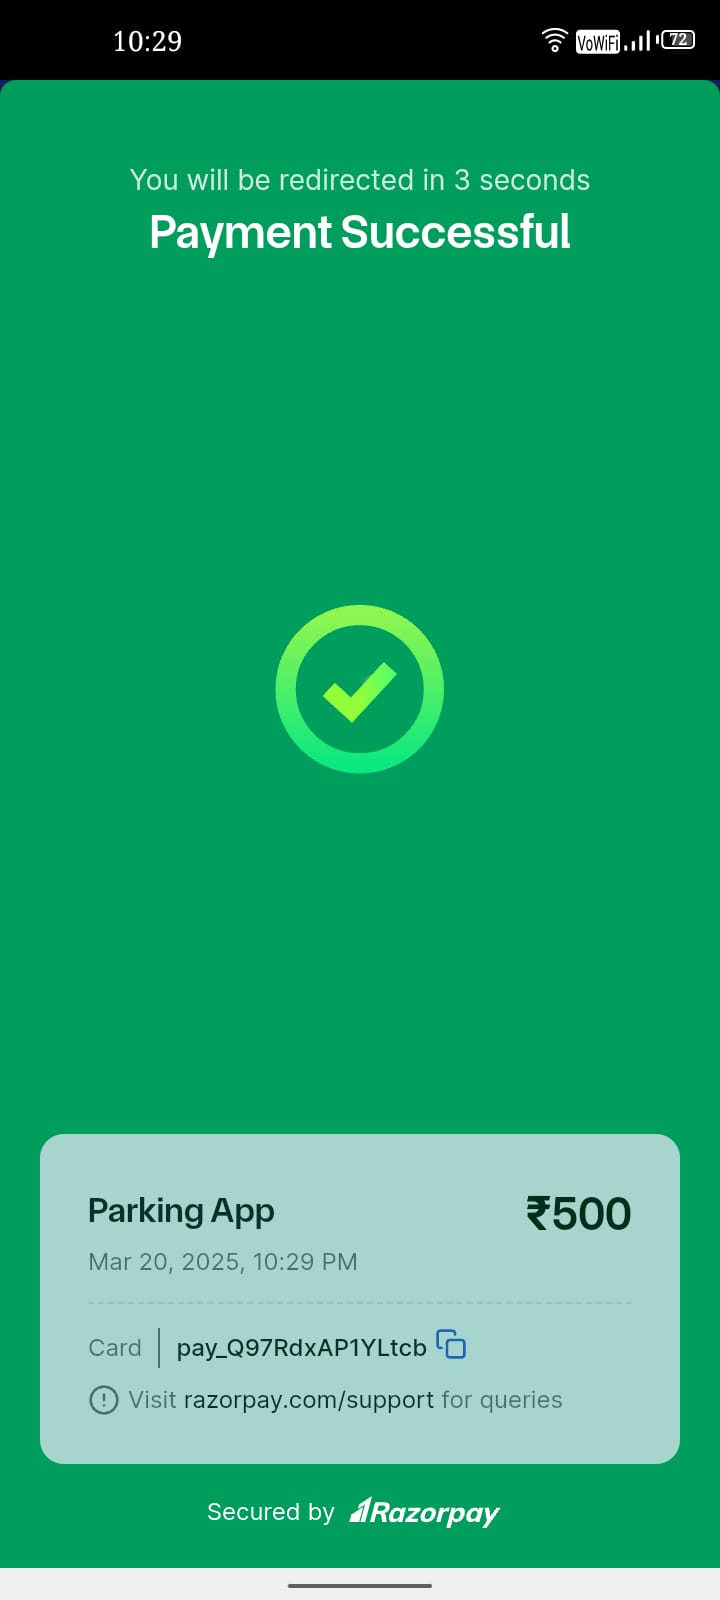 10:29
VoWiFi 72
You will be redirected in 3 seconds
Payment Successful
Parking App ₹500
Mar 20, 2025, 10:29 PM
Card pay_Q97RdxAP1YLtcb
Visit razorpay.com/support for queries
Secured by Razorpay